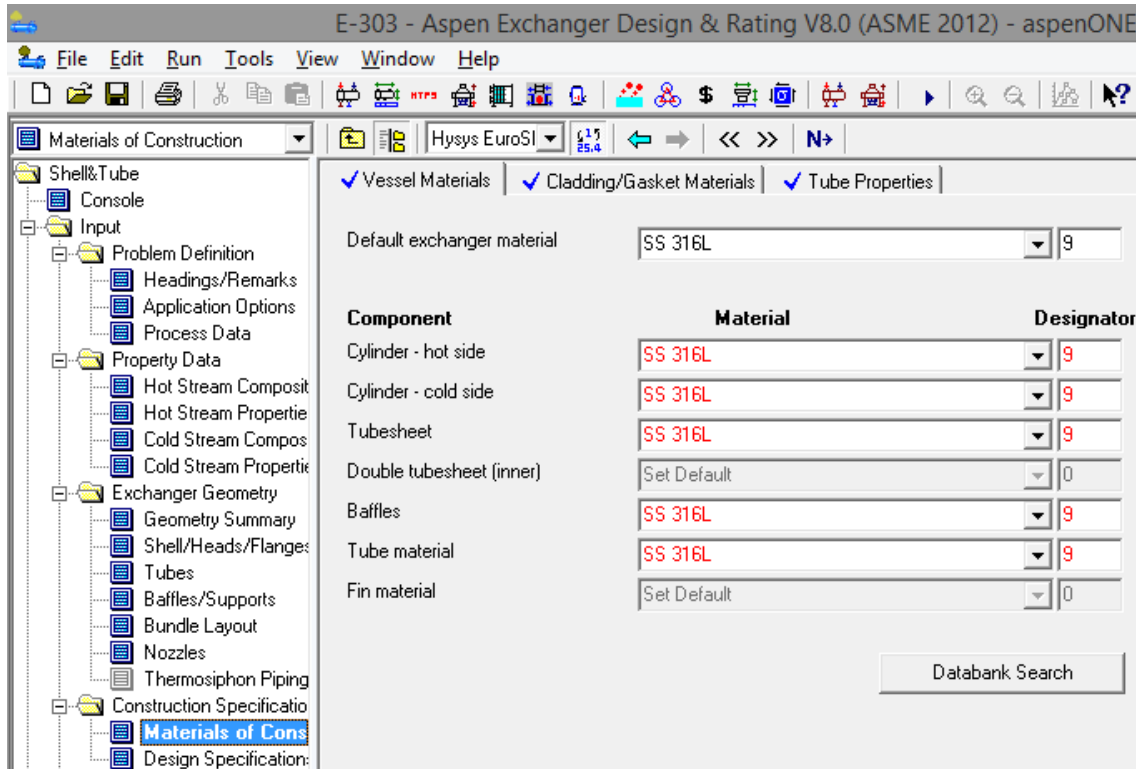 E-303 - Aspen Exchanger Design & Rating V8.0 (ASME 2012) - aspenONE
File Edit Run Tools View Window Help
HTFS $
Materials of Construction Hysys EuroSI 25.4 << >> N
Shell&Tube
Console
Input
Problem Definition
Headings/Remarks
Application Options
Process Data
Property Data
Hot Stream Composit
Hot Stream Propertie
Cold Stream Compos
Cold Stream Propertie
Exchanger Geometry
Geometry Summary
Shell/Heads/Flanges
Tubes
Baffles/Supports
Bundle Layout
Nozzles
Thermosiphon Piping
Construction Specificatio
Materials of Cons
Design Specification:
Vessel Materials Cladding/Gasket Materials Tube Properties
Default exchanger material SS 316L 9
Component Material Designator
Cylinder - hot side SS 316L 9
Cylinder - cold side SS 316L 9
Tubesheet SS 316L 9
Double tubesheet (inner) Set Default 0
Baffles SS 316L 9
Tube material SS 316L 9
Fin material Set Default 0
Databank Search